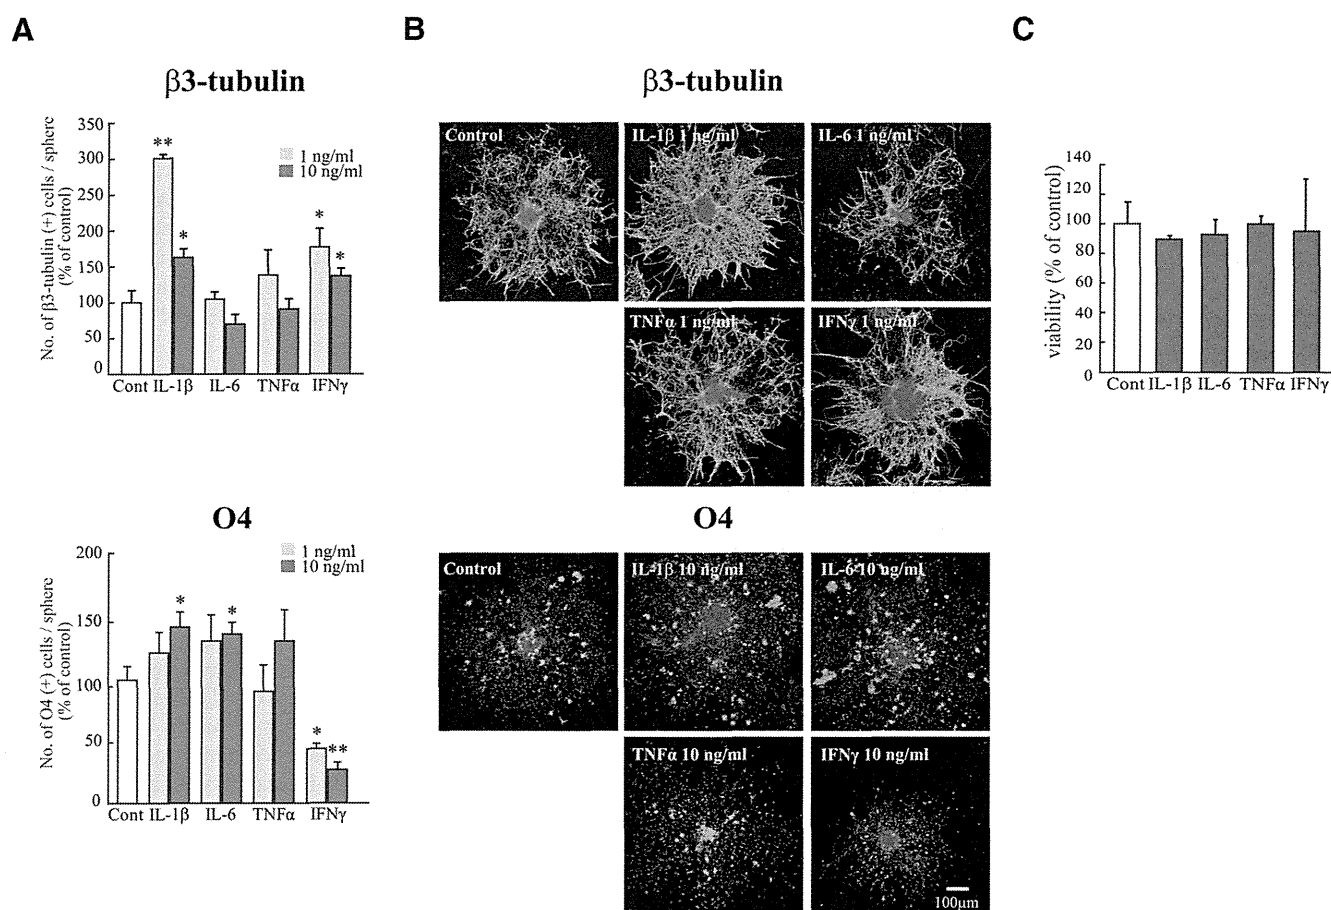 A
B
C
β3-tubulin
No. of β3-tubulin (+) cells / sphere
(% of control)
350
300
250
200
150
100
50
0
**
*
*
*
1 ng/ml
10 ng/ml
Cont IL-1β IL-6 TNFα IFNγ
β3-tubulin
Control
IL-1β 1 ng/ml
IL-6 1 ng/ml
TNFα 1 ng/ml
IFNγ 1 ng/ml
viability (% of control)
140
120
100
80
60
40
20
0
Cont IL-1β IL-6 TNFα IFNγ
O4
No. of O4 (+) cells / sphere
(% of control)
200
150
100
50
0
*
*
*
**
1 ng/ml
10 ng/ml
Cont IL-1β IL-6 TNFα IFNγ
O4
Control
IL-1β 10 ng/ml
IL-6 10 ng/ml
TNFα 10 ng/ml
IFNγ 10 ng/ml
100μm